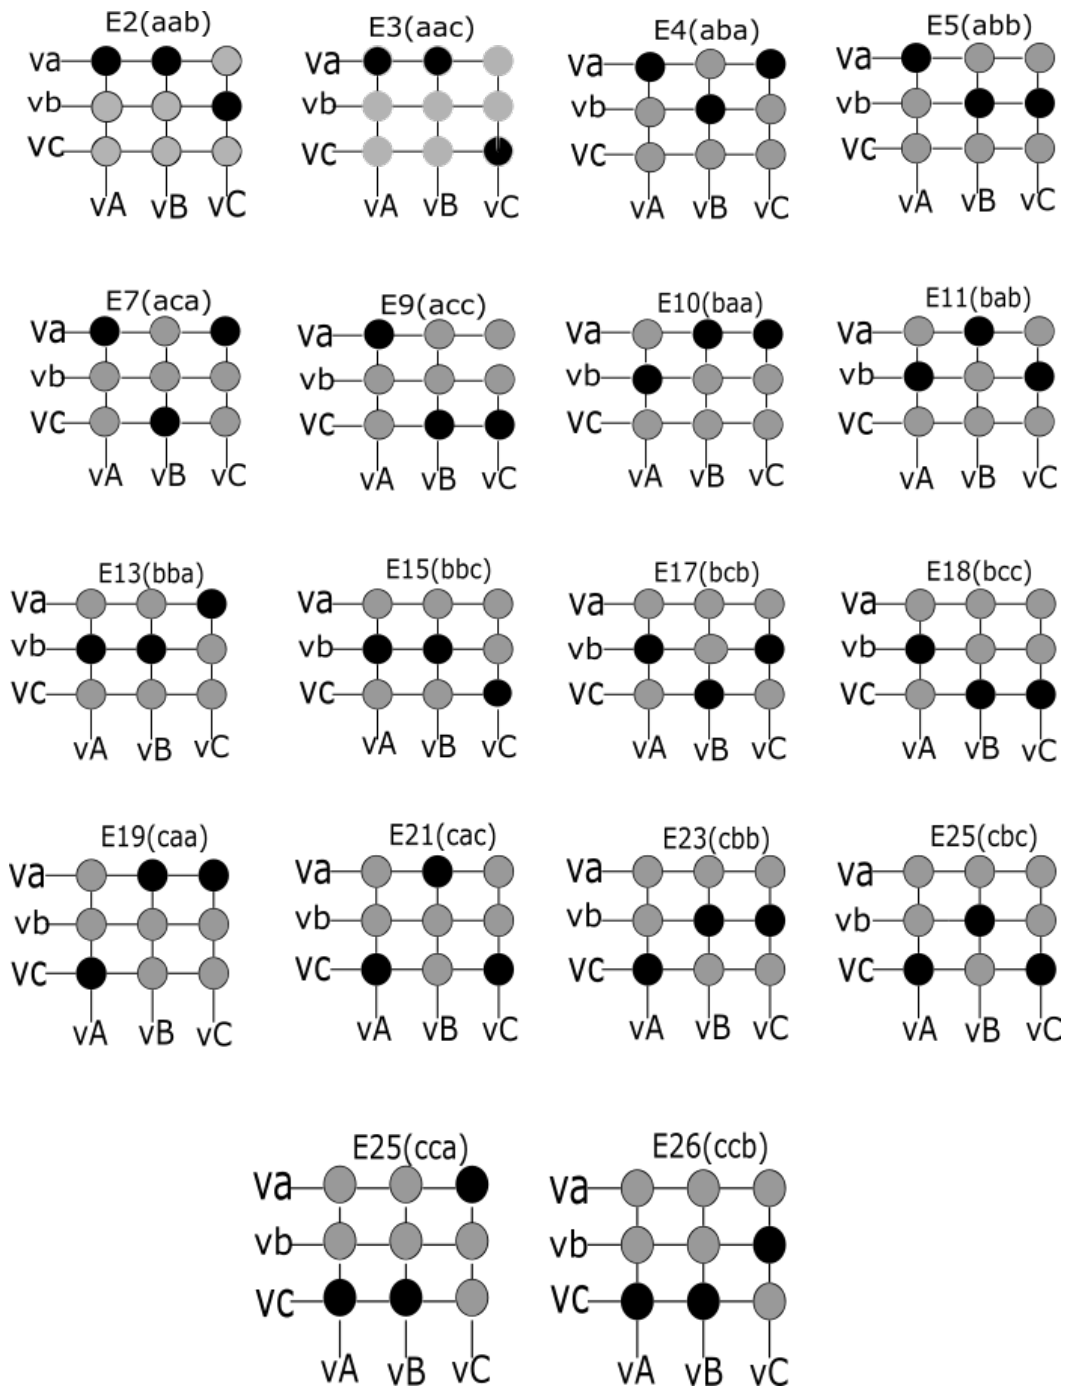 E2(aab) E3(aac) E4(aba) E5(abb)
va va va va
vb vb vb vb
vc vc vc vc
vA vB vC vA vB vC vA vB vC vA vB vC
E7(aca) E9(acc) E10(baa) E11(bab)
va va va va
vb vb vb vb
vc vc vc vc
vA vB vC vA vB vC vA vB vC vA vB vC
E13(bba) E15(bbc) E17(bcb) E18(bcc)
va va va va
vb vb vb vb
vc vc vc vc
vA vB vC vA vB vC vA vB vC vA vB vC
E19(caa) E21(cac) E23(cbb) E25(cbc)
va va va va
vb vb vb vb
vc vc vc vc
vA vB vC vA vB vC vA vB vC vA vB vC
E25(cca) E26(ccb)
va va
vb vb
vc vc
vA vB vC vA vB vC